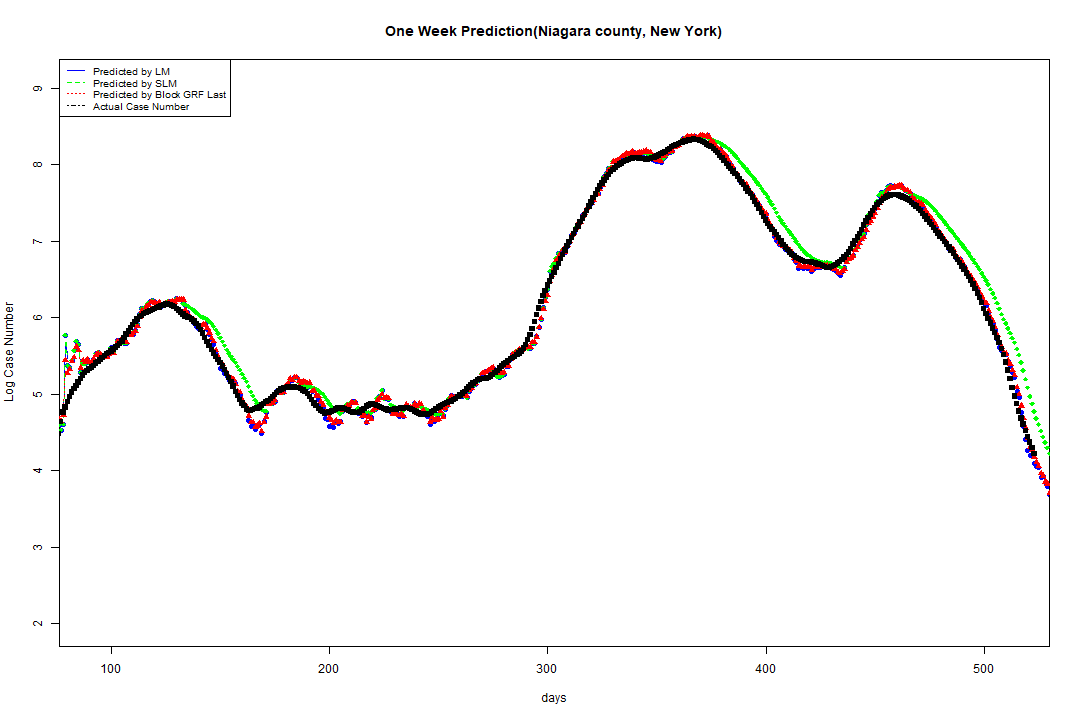 One Week Prediction(Niagara county, New York)
Predicted by LM
Predicted by SLM
Predicted by Block GRF Last
Actual Case Number
9
8
7
6
5
4
3
2
Log Case Number
100 200 300 400 500
days